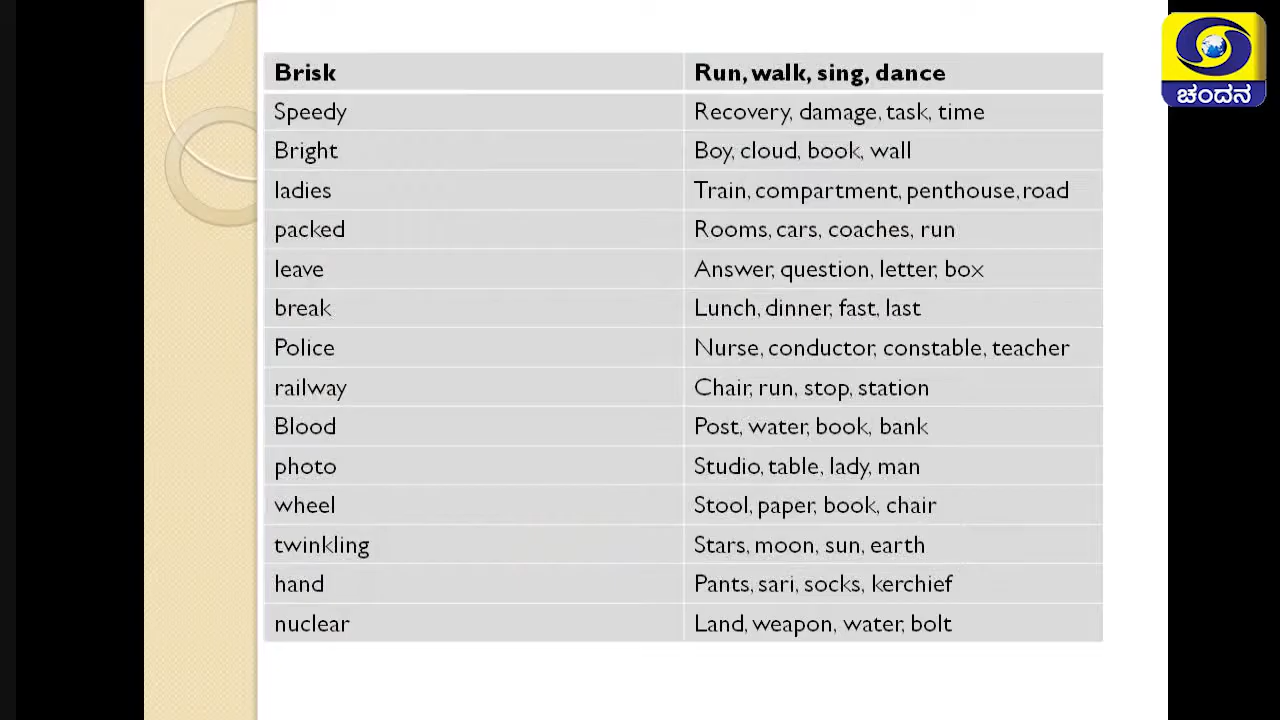 ಚಂದನ
Brisk Run, walk, sing, dance
Speedy Recovery, damage, task, time
Bright Boy, cloud, book, wall
ladies Train, compartment, penthouse, road
packed Rooms, cars, coaches, run
leave Answer, question, letter, box
break Lunch, dinner, fast, last
Police Nurse, conductor, constable, teacher
railway Chair, run, stop, station
Blood Post, water, book, bank
photo Studio, table, lady, man
wheel Stool, paper, book, chair
twinkling Stars, moon, sun, earth
hand Pants, sari, socks, kerchief
nuclear Land, weapon, water, bolt